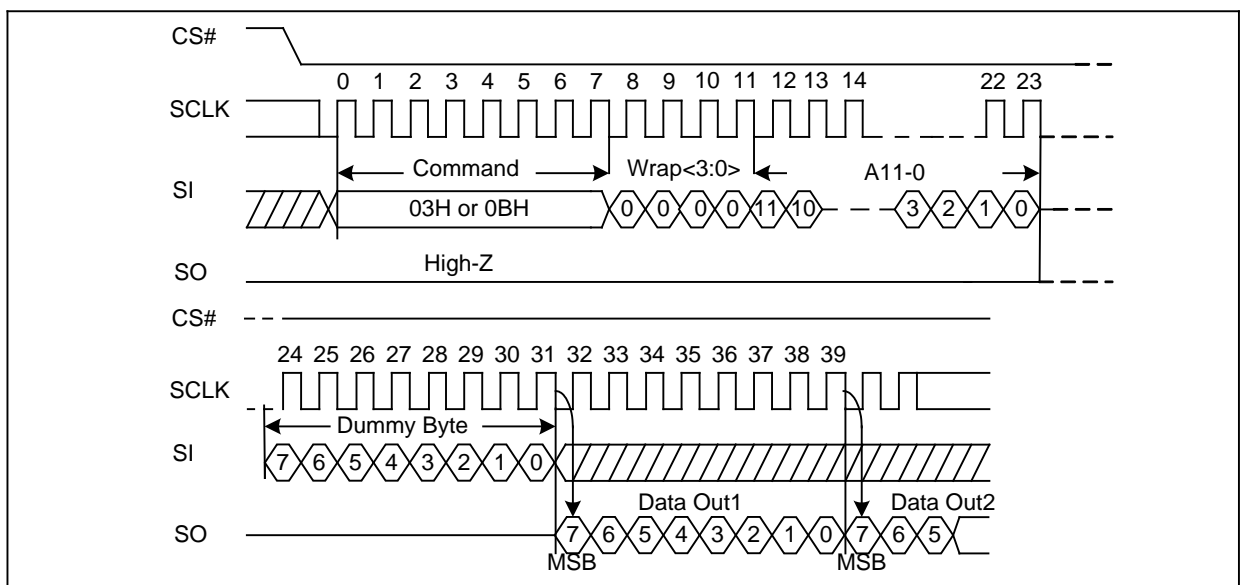 CS#
0 1 2 3 4 5 6 7 8 9 10 11 12 13 14 22 23
SCLK
Command Wrap<3:0> A11-0
SI
03H or 0BH 0 0 0 0 11 10 3 2 1 0
High-Z
SO
CS#
24 25 26 27 28 29 30 31 32 33 34 35 36 37 38 39
SCLK
Dummy Byte
SI
7 6 5 4 3 2 1 0
Data Out1 Data Out2
SO
7 6 5 4 3 2 1 0 7 6 5
MSB MSB